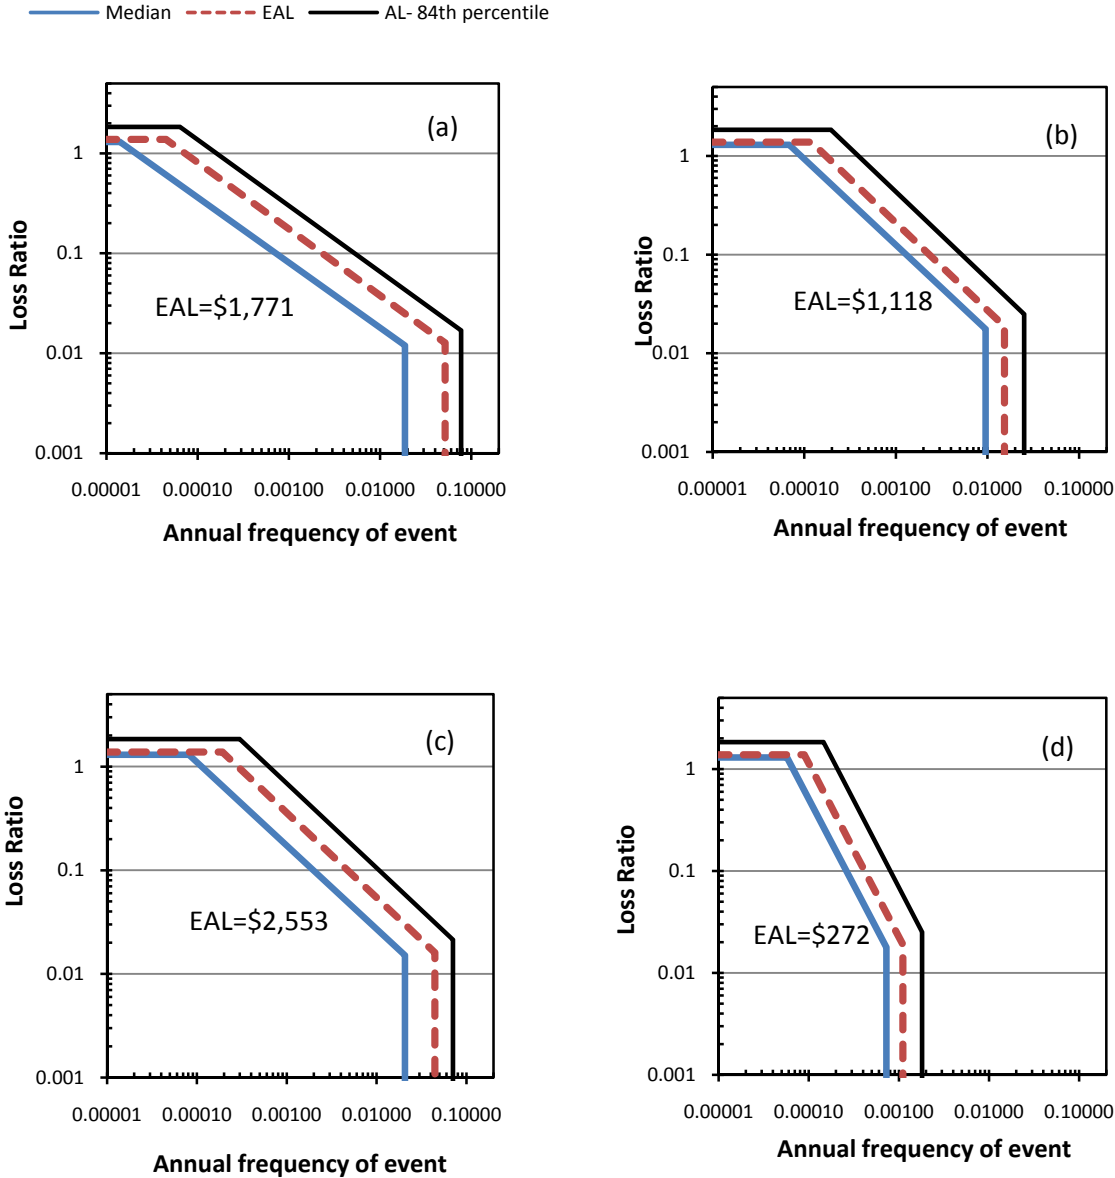 Median EAL AL- 84th percentile
(a)
1
0.1
0.01
0.001
Loss Ratio
EAL=$1,771
0.00001 0.00010 0.00100 0.01000 0.10000
Annual frequency of event
(b)
1
0.1
0.01
0.001
Loss Ratio
EAL=$1,118
0.00001 0.00010 0.00100 0.01000 0.10000
Annual frequency of event
(c)
1
0.1
0.01
0.001
Loss Ratio
EAL=$2,553
0.00001 0.00010 0.00100 0.01000 0.10000
Annual frequency of event
(d)
1
0.1
0.01
0.001
Loss Ratio
EAL=$272
0.00001 0.00010 0.00100 0.01000 0.10000
Annual frequency of event